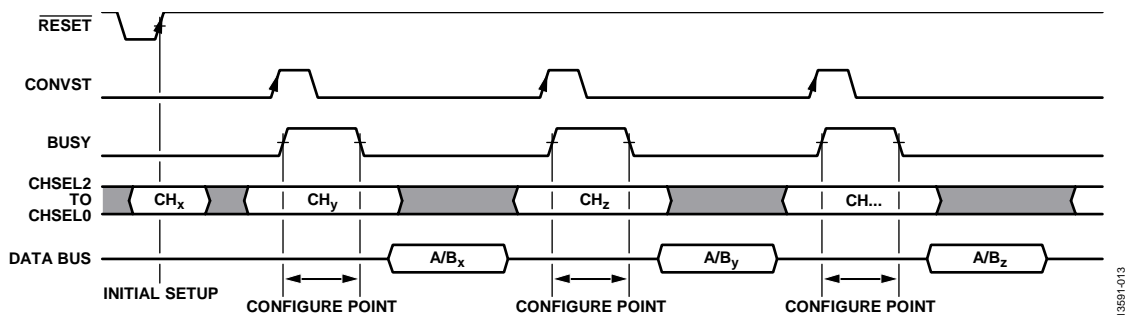 RESET
CONVST
BUSY
CHSEL2
TO
CHSEL0
CHx
CHy
CHz
CH...
DATA BUS
A/Bx
A/By
A/Bz
INITIAL SETUP
CONFIGURE POINT
CONFIGURE POINT
CONFIGURE POINT
13591-013